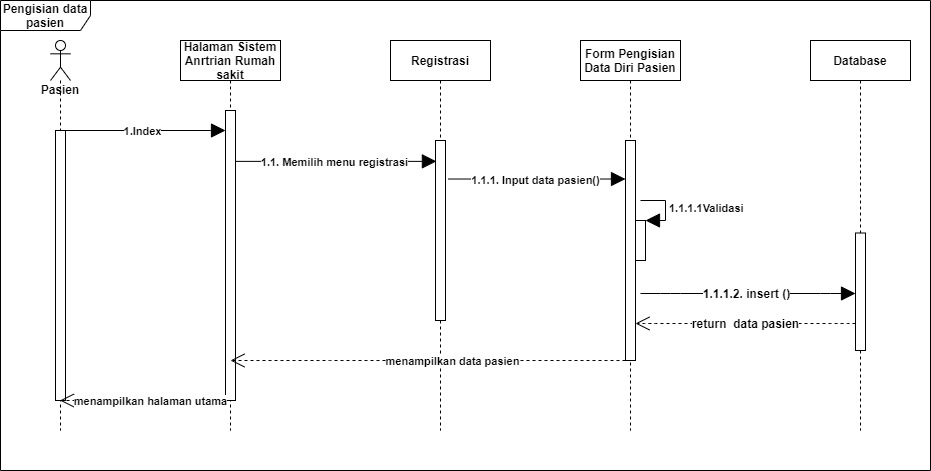 Pengisian data
pasien
Halaman Sistem
Anrtrian Rumah
sakit
Registrasi
Form Pengisian
Data Diri Pasien
Database
Pasien
1.Index
1.1. Memilih menu registrasi
1.1.1. Input data pasien()
1.1.1.1Validasi
1.1.1.2. insert ()
return data pasien
menampilkan data pasien
menampilkan halaman utama